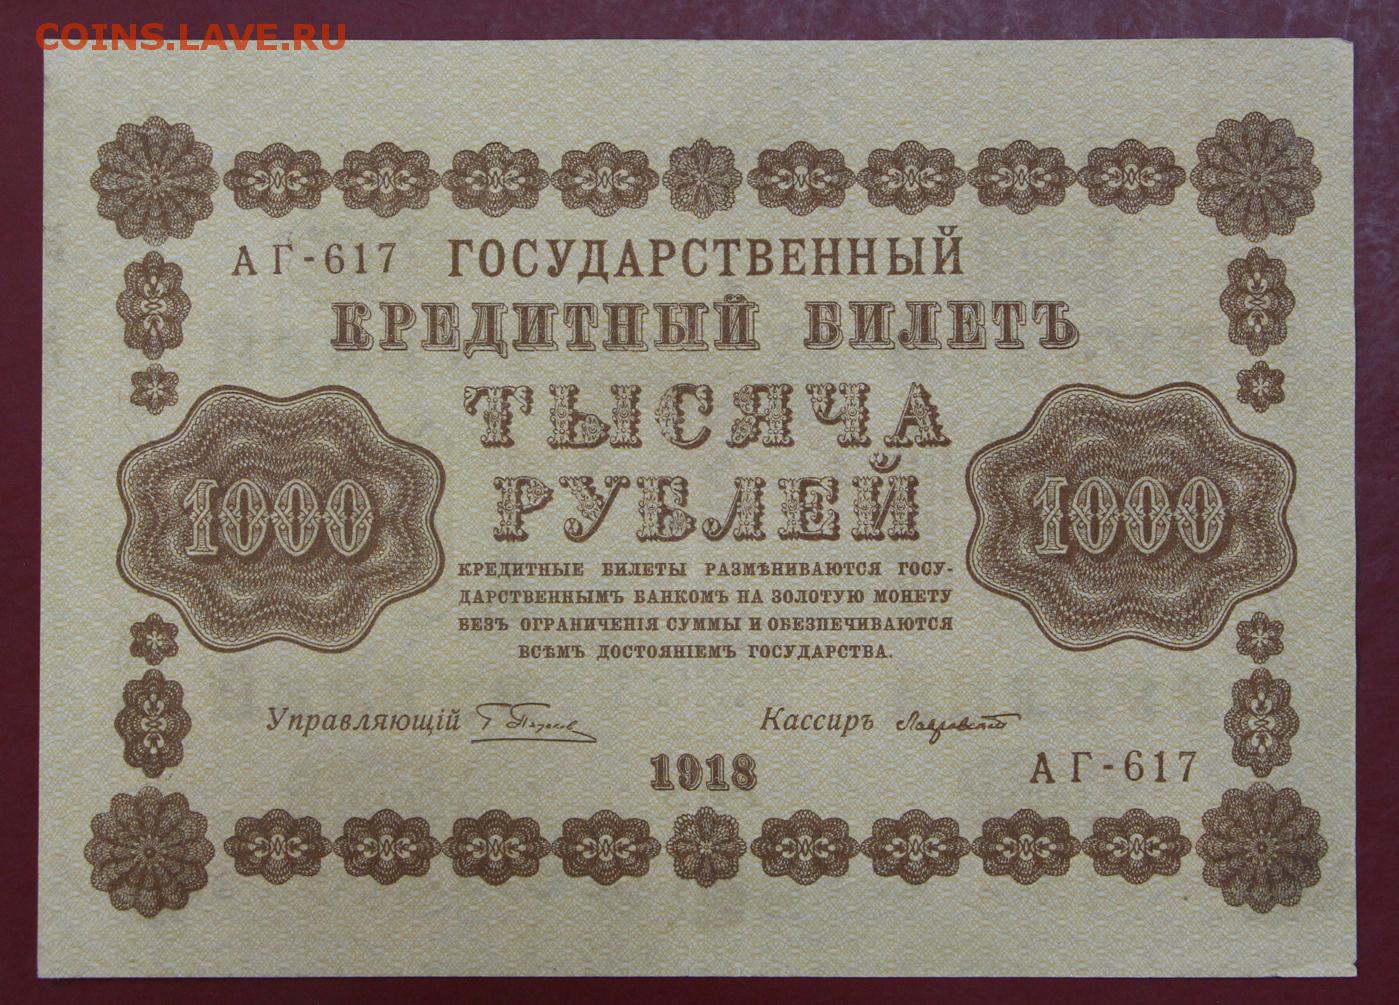 COINS.LAVE.RU
АГ-617 ГОСУДАРСТВЕННЫЙ
КРЕДИТНЫЙ БИЛЕТЪ
ТЫСЯЧА
РУБЛЕЙ
1000 1000
КРЕДИТНЫЕ БИЛЕТЫ РАЗМѢНИВАЮТСЯ ГОСУ-
ДАРСТВЕННЫМЪ БАНКОМЪ НА ЗОЛОТУЮ МОНЕТУ
БЕЗЪ ОГРАНИЧЕНІЯ СУММЫ И ОБЕЗПЕЧИВАЮТСЯ
ВСѢМЪ ДОСТОЯНІЕМЪ ГОСУДАРСТВА.
Управляющій Кассиръ
1918
АГ-617